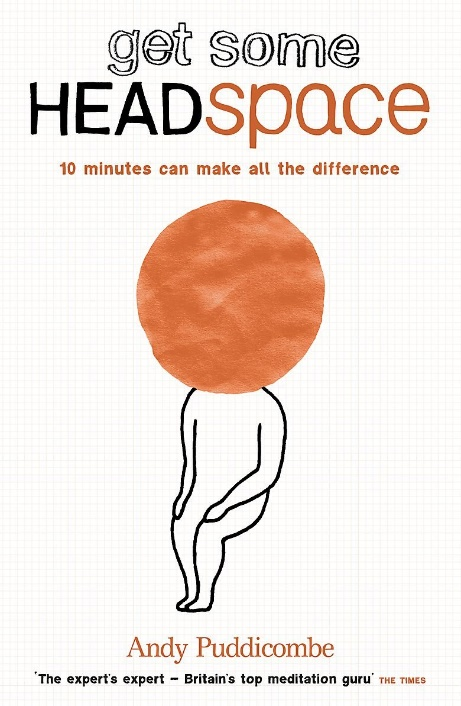 get some
HEADspace
10 minutes can make all the difference
Andy Puddicombe
'The expert's expert – Britain's top meditation guru' THE TIMES